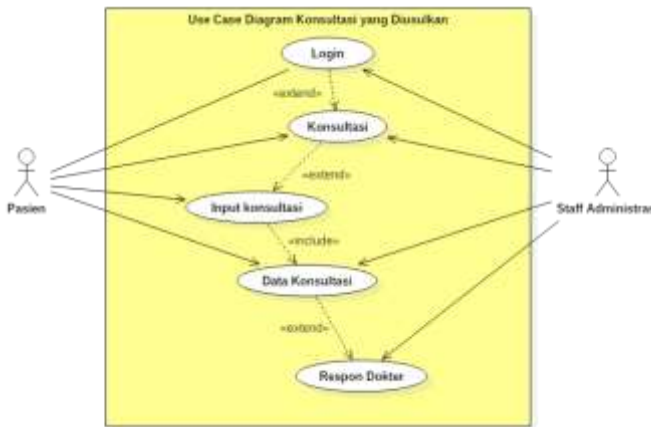 Use Case Diagram Konsultasi yang Diusulkan
Login
«extend»
Konsultasi
«extend»
Pasien
Staff Administras
Input konsultasi
«include»
Data Konsultasi
«extend»
Respon Dokter